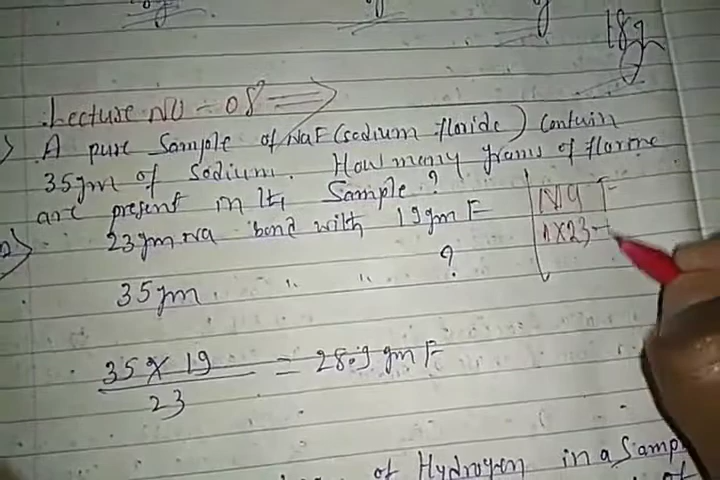 18g
Lecture NO - 08
A pure Sample of NaF (sodium floride) contain
35gm of Sodium. How many grams of florine
are present in the Sample?
23gm Na bond with 19gm F
35gm " " ?
35 x 19 / 23 = 28.9 gm F
Na F
1x23+
of Hydrogen in a Samp
of